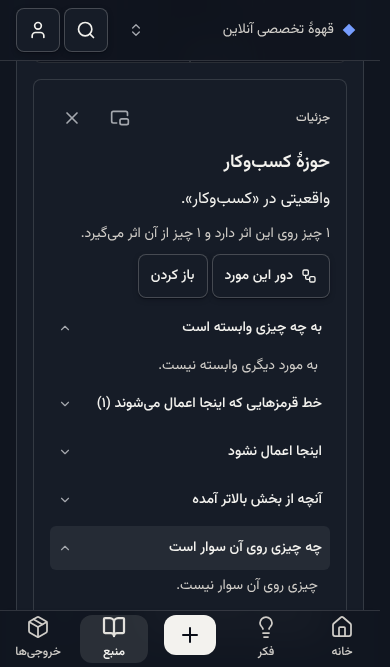 قهوهٔ تخصصی آنلاین
جزئیات
حوزهٔ کسب‌وکار
واقعیتی در «کسب‌وکار».
۱ چیز روی این اثر دارد و ۱ چیز از آن اثر می‌گیرد.
دور این مورد
باز کردن
به چه چیزی وابسته است
به مورد دیگری وابسته نیست.
خط قرمزهایی که اینجا اعمال می‌شوند (۱)
اینجا اعمال نشود
آنچه از بخش بالاتر آمده
چه چیزی روی آن سوار است
چیزی روی آن سوار نیست.
خانه
فکر
منبع
خروجی‌ها